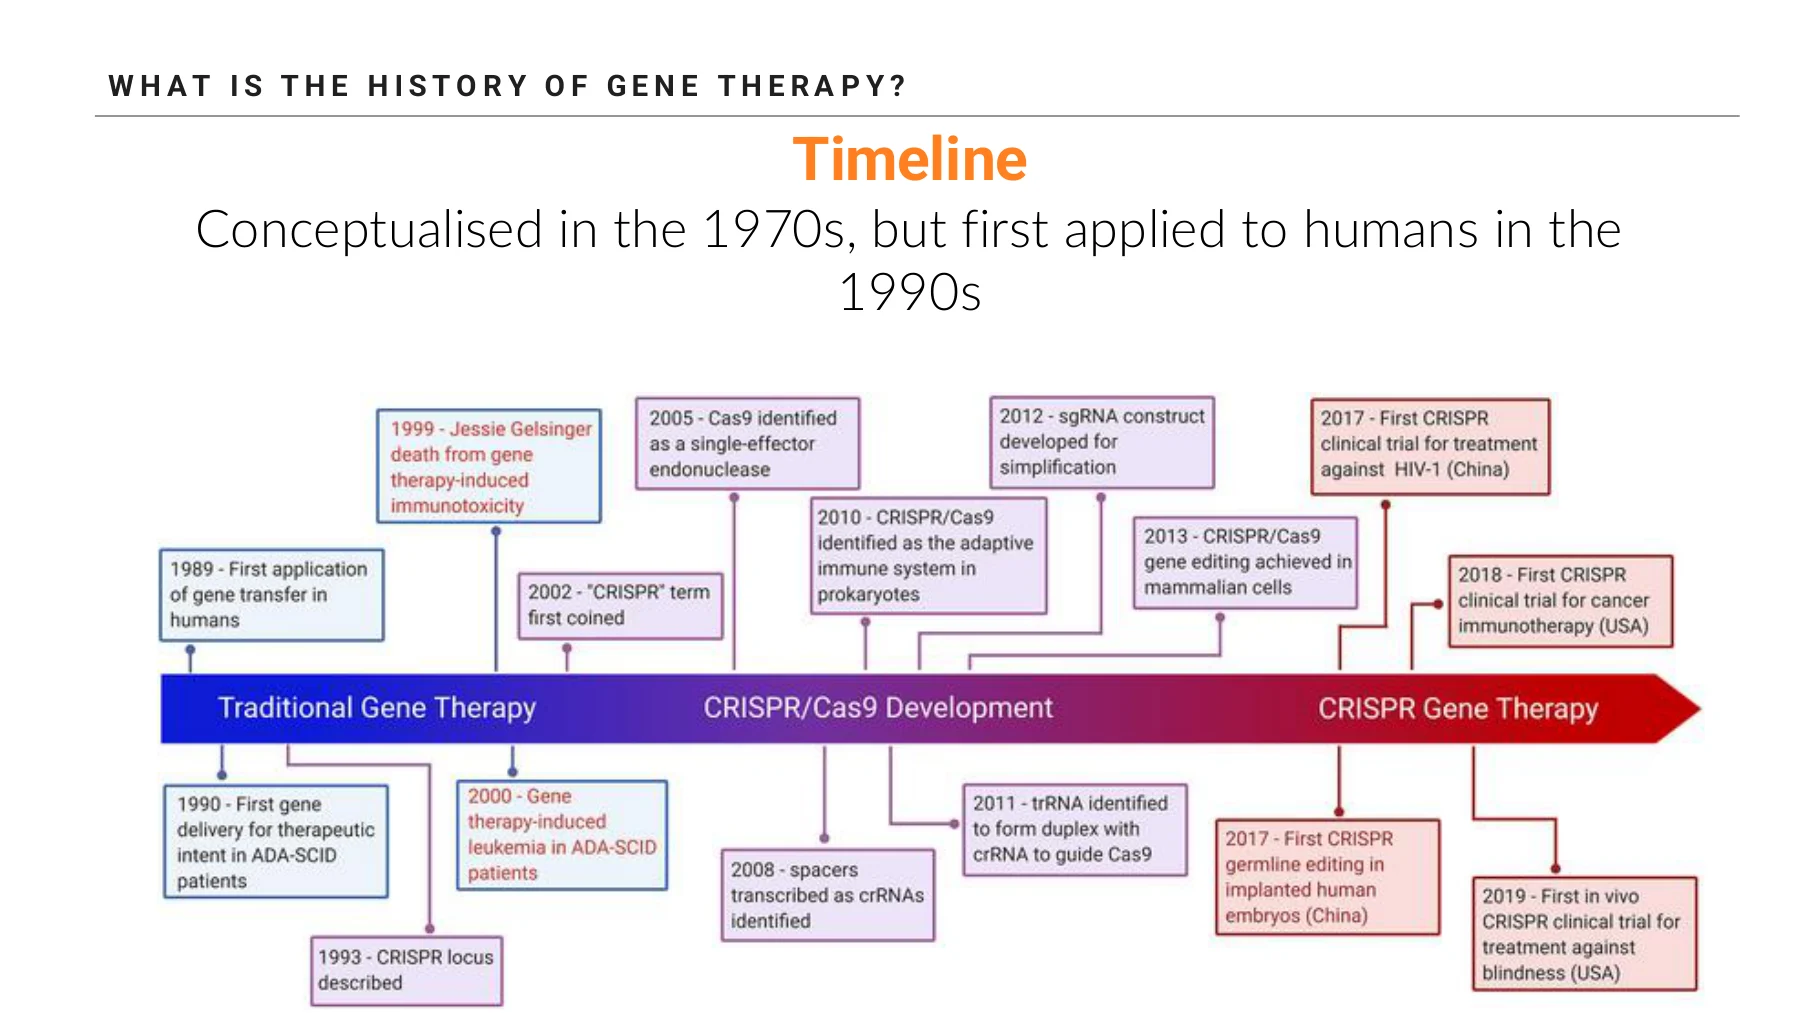 WHAT IS THE HISTORY OF GENE THERAPY?
Timeline
Conceptualised in the 1970s, but first applied to humans in the
1990s
1989 - First application
of gene transfer in
humans
1999 - Jessie Gelsinger
death from gene
therapy-induced
immunotoxicity
2002 - "CRISPR" term
first coined
2005 - Cas9 identified
as a single-effector
endonuclease
2010 - CRISPR/Cas9
identified as the adaptive
immune system in
prokaryotes
2012 - sgRNA construct
developed for
simplification
2013 - CRISPR/Cas9
gene editing achieved in
mammalian cells
2017 - First CRISPR
clinical trial for treatment
against HIV-1 (China)
2018 - First CRISPR
clinical trial for cancer
immunotherapy (USA)
Traditional Gene Therapy
CRISPR/Cas9 Development
CRISPR Gene Therapy
1990 - First gene
delivery for therapeutic
intent in ADA-SCID
patients
1993 - CRISPR locus
described
2000 - Gene
therapy-induced
leukemia in ADA-SCID
patients
2008 - spacers
transcribed as crRNAs
identified
2011 - trRNA identified
to form duplex with
crRNA to guide Cas9
2017 - First CRISPR
germline editing in
implanted human
embryos (China)
2019 - First in vivo
CRISPR clinical trial for
treatment against
blindness (USA)